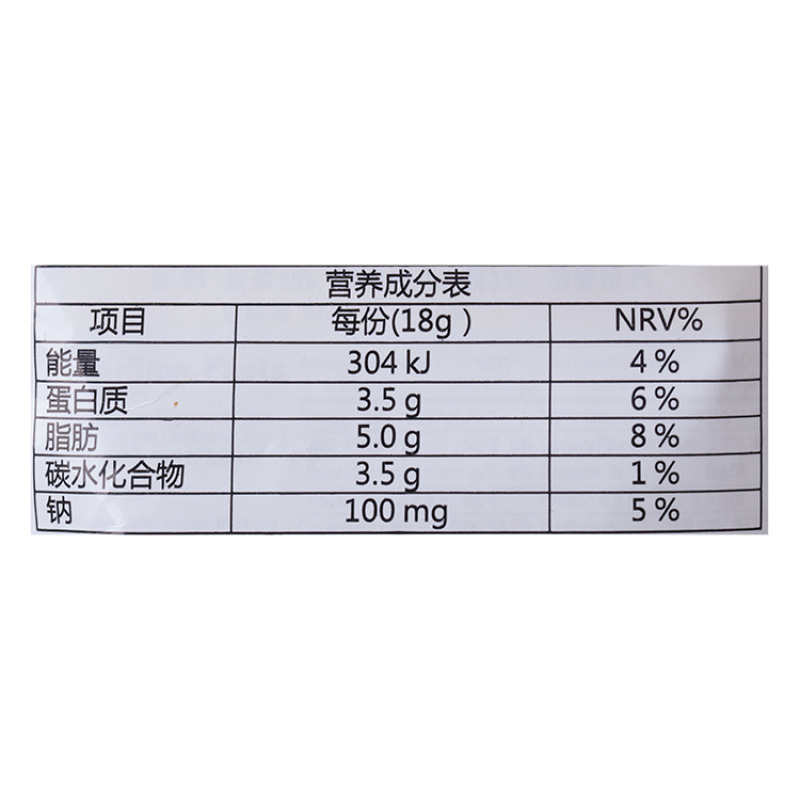 营养成分表
项目 每份(18g) NRV%
能量 304 kJ 4%
蛋白质 3.5 g 6%
脂肪 5.0 g 8%
碳水化合物 3.5 g 1%
钠 100 mg 5%